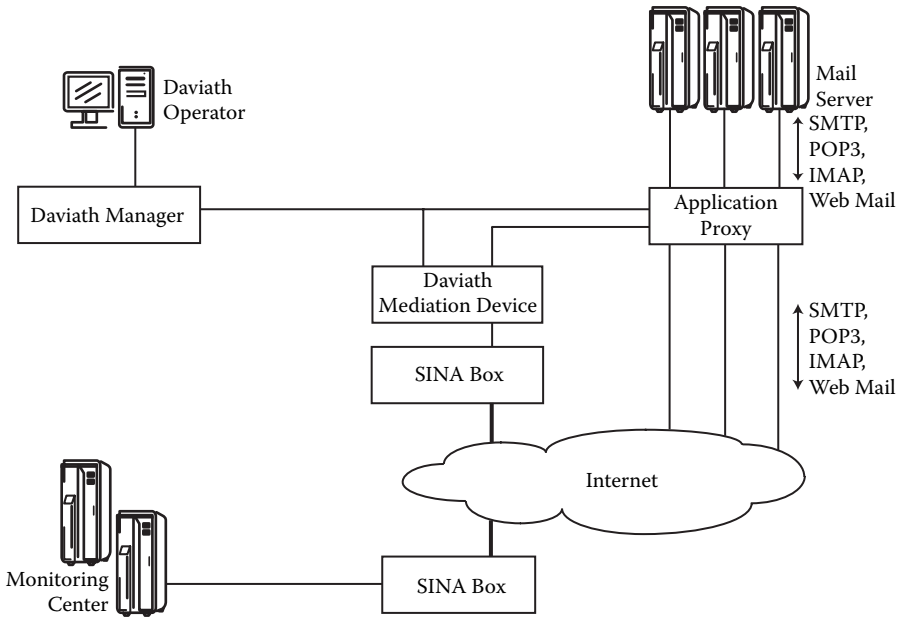 Daviath
Operator
Mail
Server
SMTP,
POP3,
IMAP,
Web Mail
Daviath Manager
Application
Proxy
Daviath
Mediation Device
SMTP,
POP3,
IMAP,
Web Mail
SINA Box
Internet
Monitoring
Center
SINA Box